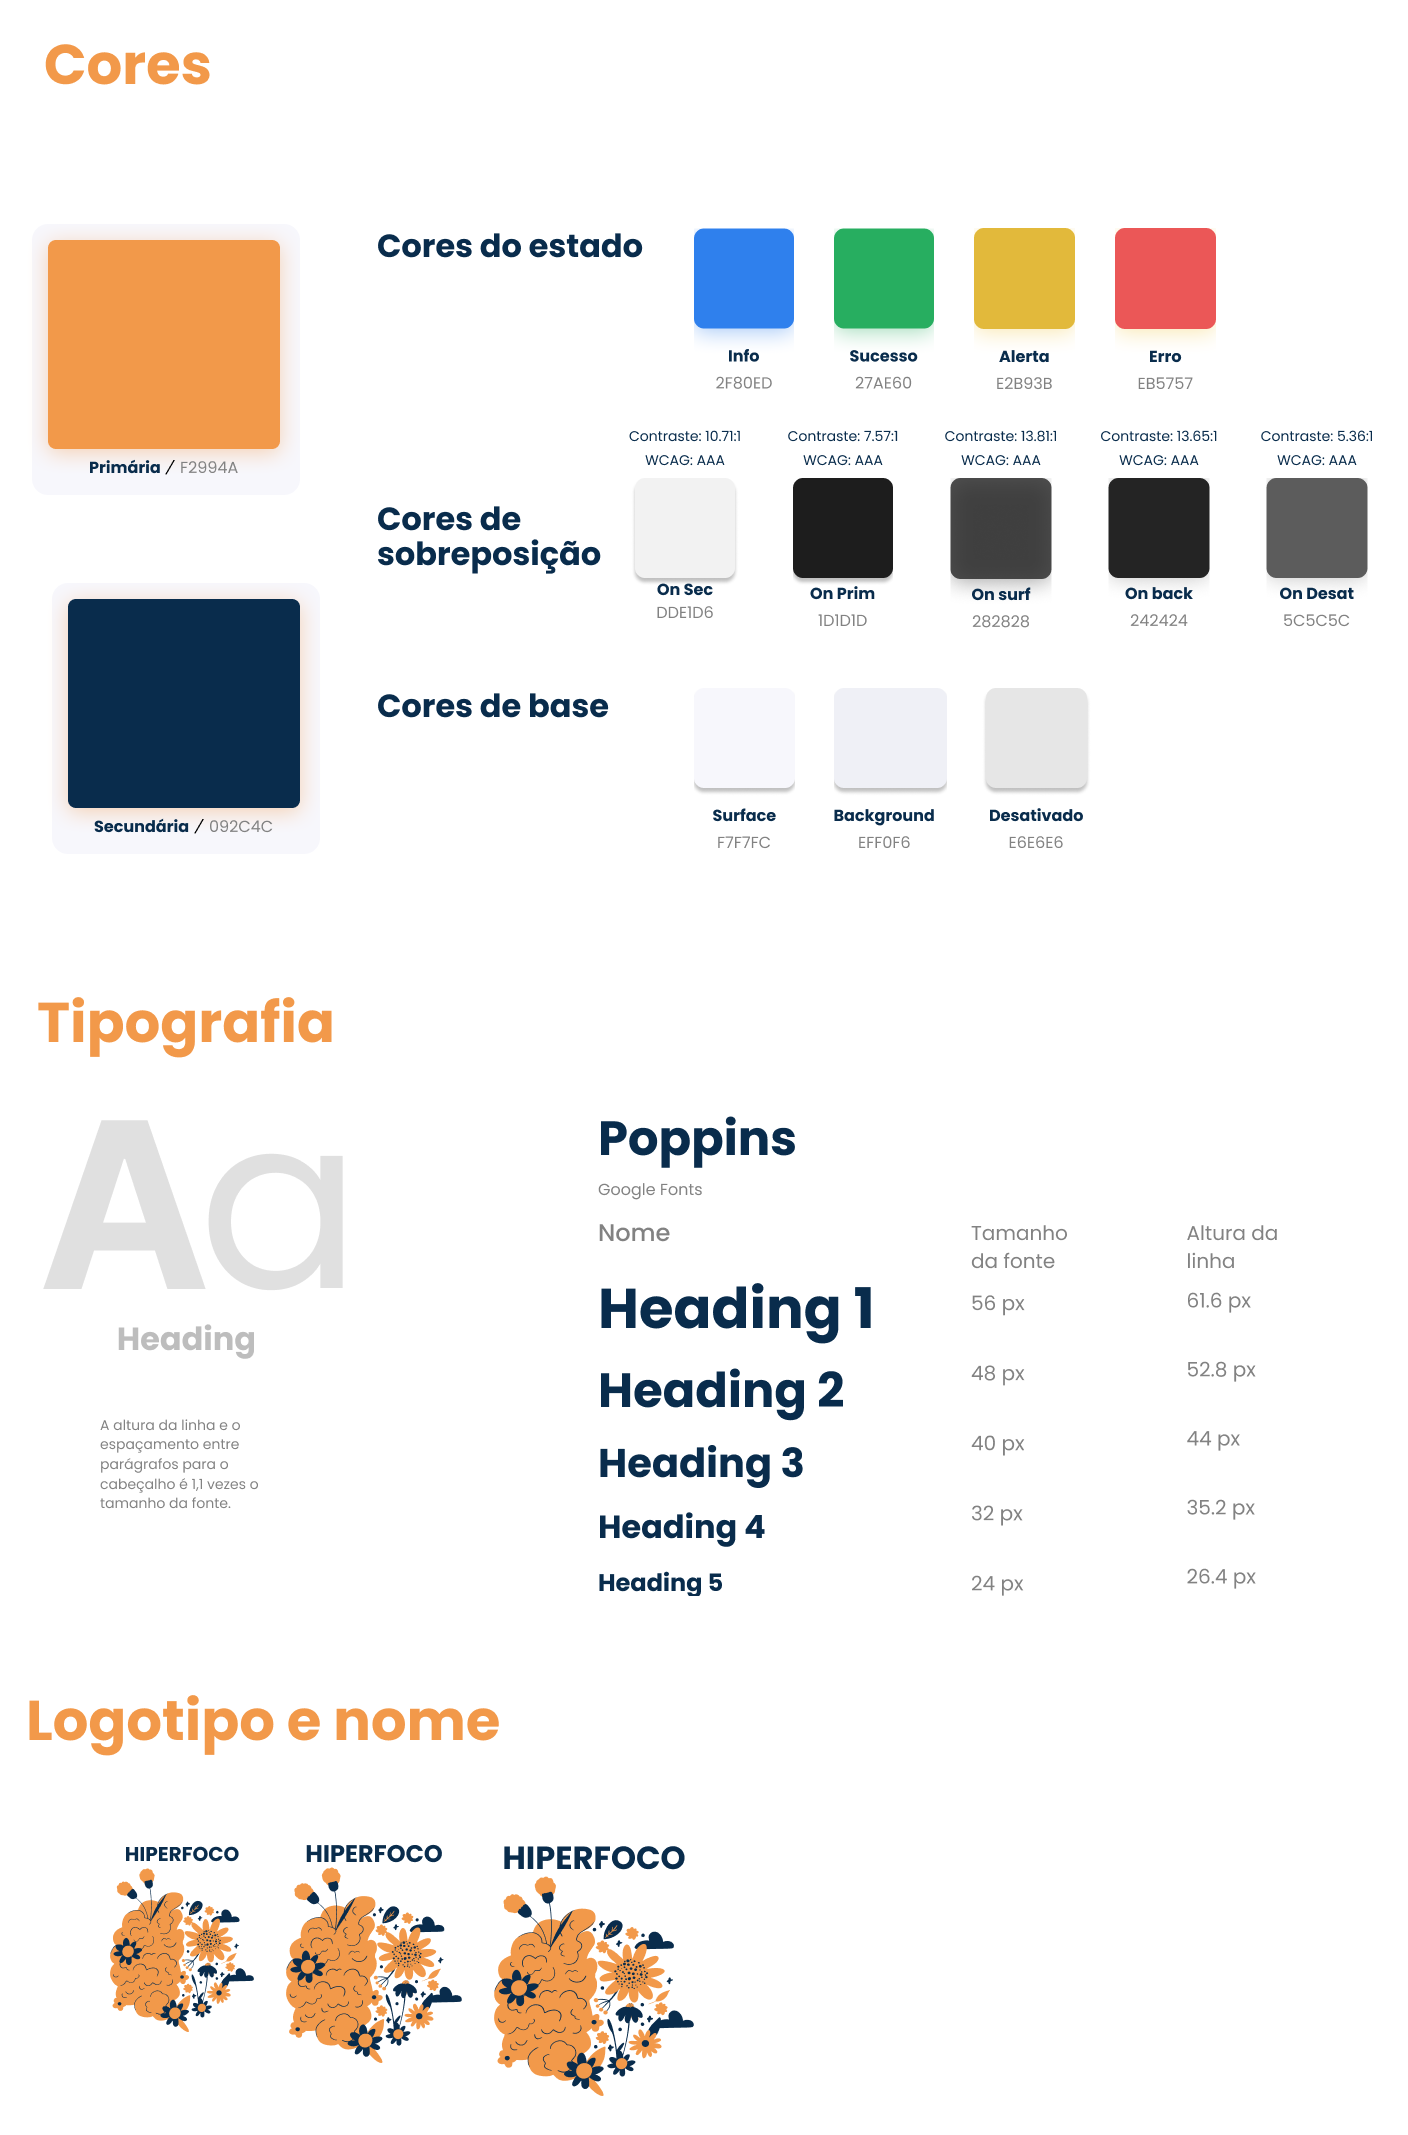 Cores
Primária / F2994A
Secundária / 092C4C
Cores do estado
Info
2F80ED
Sucesso
27AE60
Alerta
E2B93B
Erro
EB5757
Cores de
sobreposição
Contraste: 10.71:1
WCAG: AAA
On Sec
DDE1D6
Contraste: 7.57:1
WCAG: AAA
On Prim
1D1D1D
Contraste: 13.81:1
WCAG: AAA
On surf
282828
Contraste: 13.65:1
WCAG: AAA
On back
242424
Contraste: 5.36:1
WCAG: AAA
On Desat
5C5C5C
Cores de base
Surface
F7F7FC
Background
EFF0F6
Desativado
E6E6E6
Tipografia
Aa
Heading
A altura da linha e o
espaçamento entre
parágrafos para o
cabeçalho é 1,1 vezes o
tamanho da fonte.
Poppins
Google Fonts
Nome
Tamanho
da fonte
Altura da
linha
Heading 1
56 px
61.6 px
Heading 2
48 px
52.8 px
Heading 3
40 px
44 px
Heading 4
32 px
35.2 px
Heading 5
24 px
26.4 px
Logotipo e nome
HIPERFOCO
HIPERFOCO
HIPERFOCO